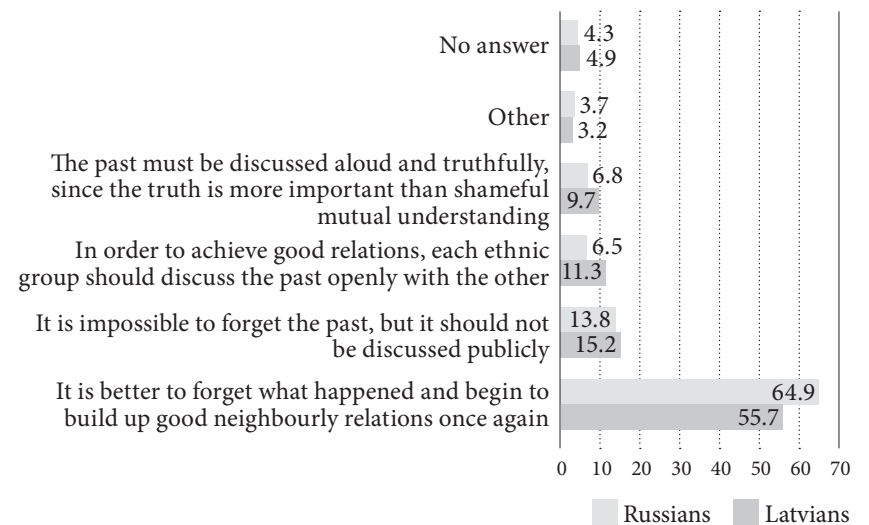 No answer
4.3
4.9
Other
3.7
3.2
The past must be discussed aloud and truthfully,
since the truth is more important than shameful
mutual understanding
6.8
9.7
In order to achieve good relations, each ethnic
group should discuss the past openly with the other
6.5
11.3
It is impossible to forget the past, but it should not
be discussed publicly
13.8
15.2
It is better to forget what happened and begin to
build up good neighbourly relations once again
64.9
55.7
0 10 20 30 40 50 60 70
Russians Latvians